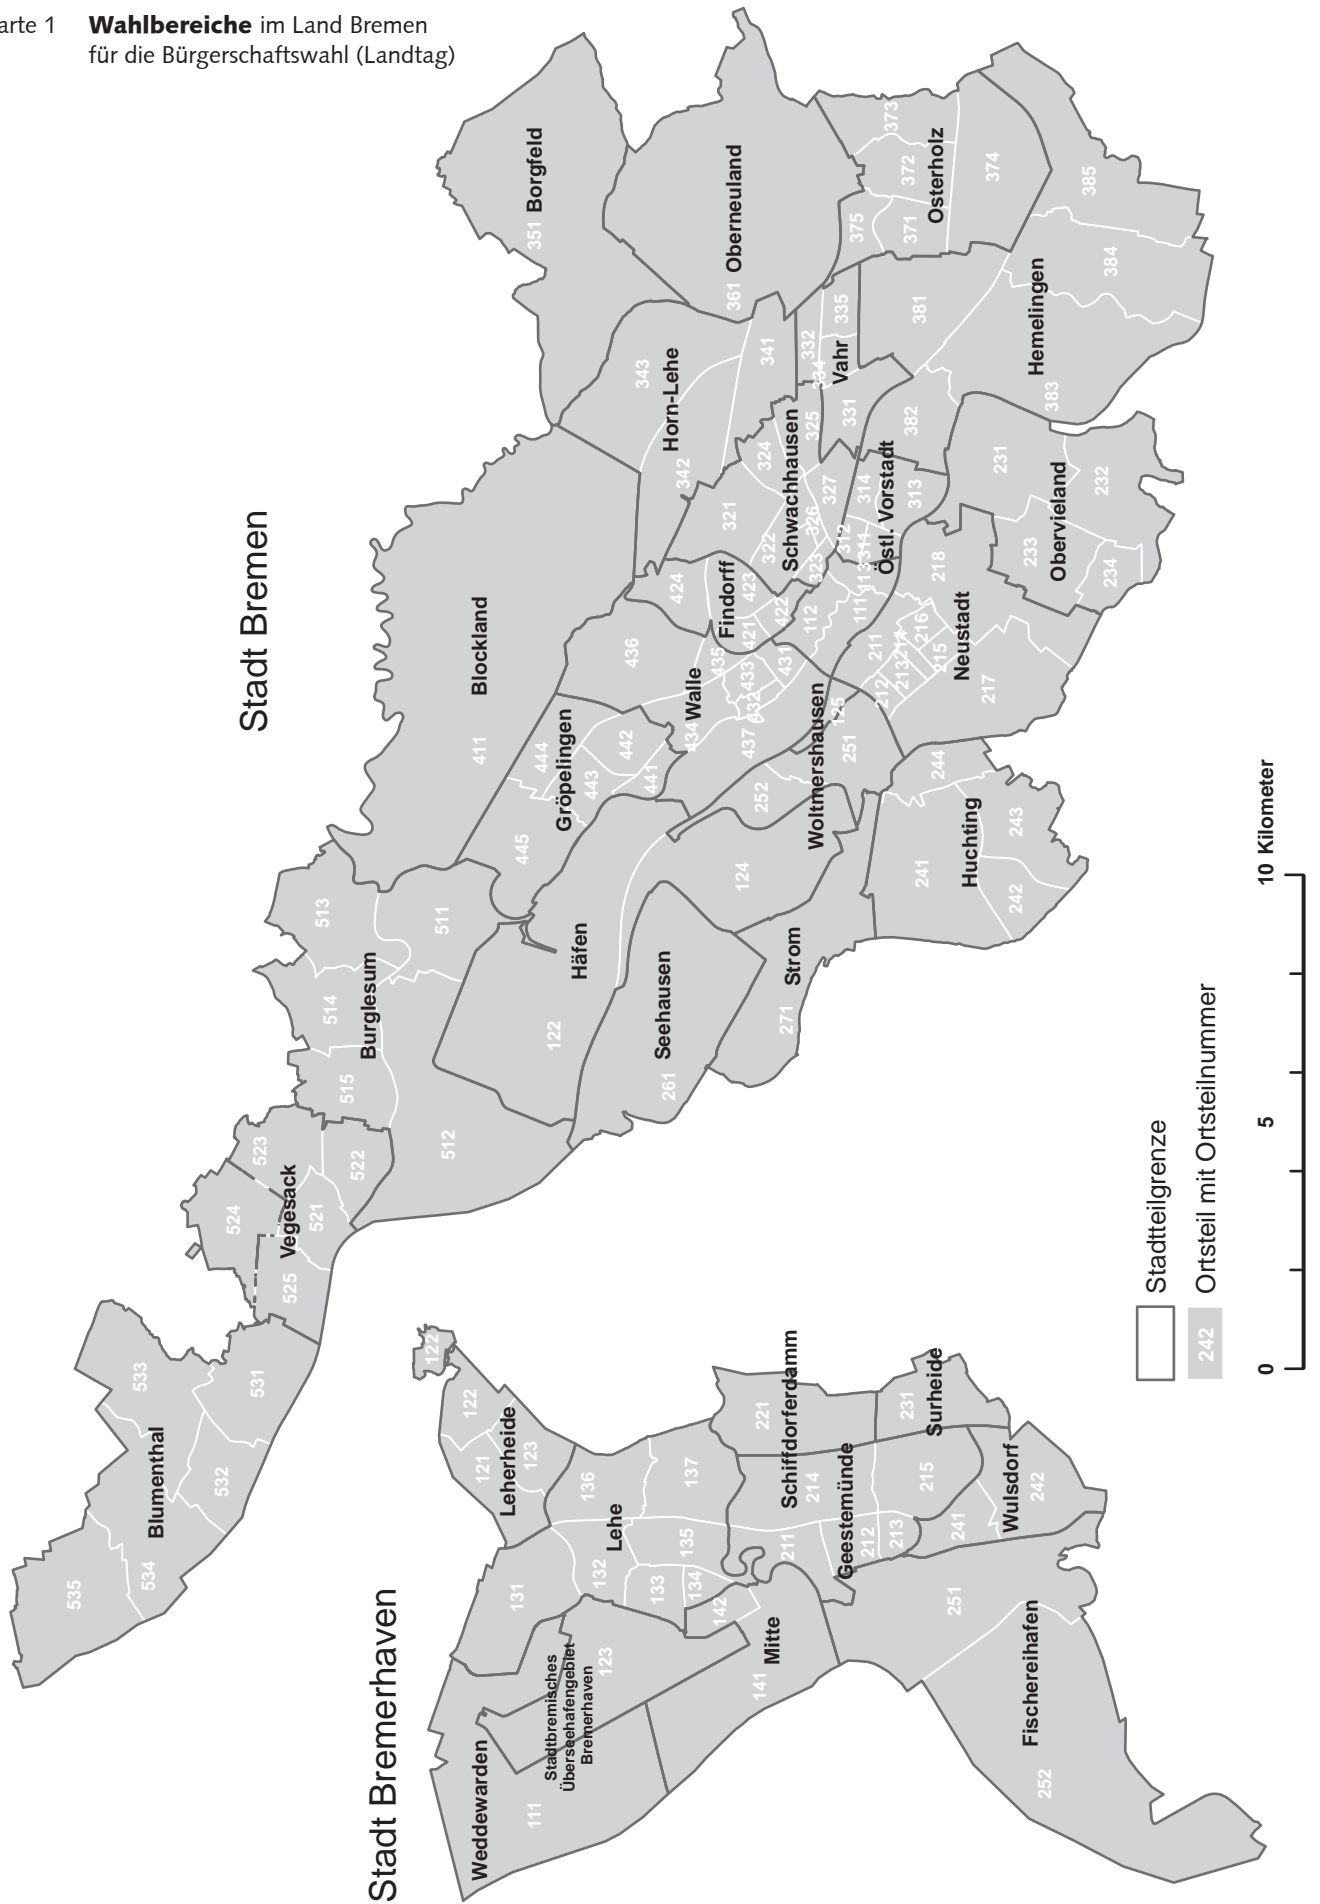 arte 1 Wahlbereiche im Land Bremen
für die Bürgerschaftswahl (Landtag)
Stadt Bremen
Borgfeld
351
Oberneuland
361
Osterholz
371
372
373
374
375
Hemelingen
381
382
383
384
385
Horn-Lehe
341
342
343
Vahr
331
332
334
335
Schwachhausen
321
322
323
324
325
326
327
Östl. Vorstadt
311
312
313
314
111
112
113
Obervieland
231
232
233
234
Neustadt
211
212
213
214
215
216
217
218
Findorff
421
422
423
424
Walle
431
432
433
434
435
436
437
Blockland
411
Gröpelingen
441
442
443
444
445
Woltmershausen
125
251
252
124
Huchting
241
242
243
244
Häfen
122
Seehausen
261
Strom
271
Burglesum
511
512
513
514
515
Vegesack
521
522
523
524
525
Blumenthal
531
532
533
534
535
Stadt Bremerhaven
122
Leherheide
121
122
123
Lehe
131
132
133
134
135
136
137
Mitte
141
142
Weddewarden
111
Stadtbremisches
Überseehafengebiet
Bremerhaven
123
Schiffdorferdamm
221
Geestemünde
211
212
213
214
215
Surheide
231
Wulsdorf
241
242
Fischereihafen
251
252
Stadtteilgrenze
242 Ortsteil mit Ortsteilnummer
0 5 10 Kilometer